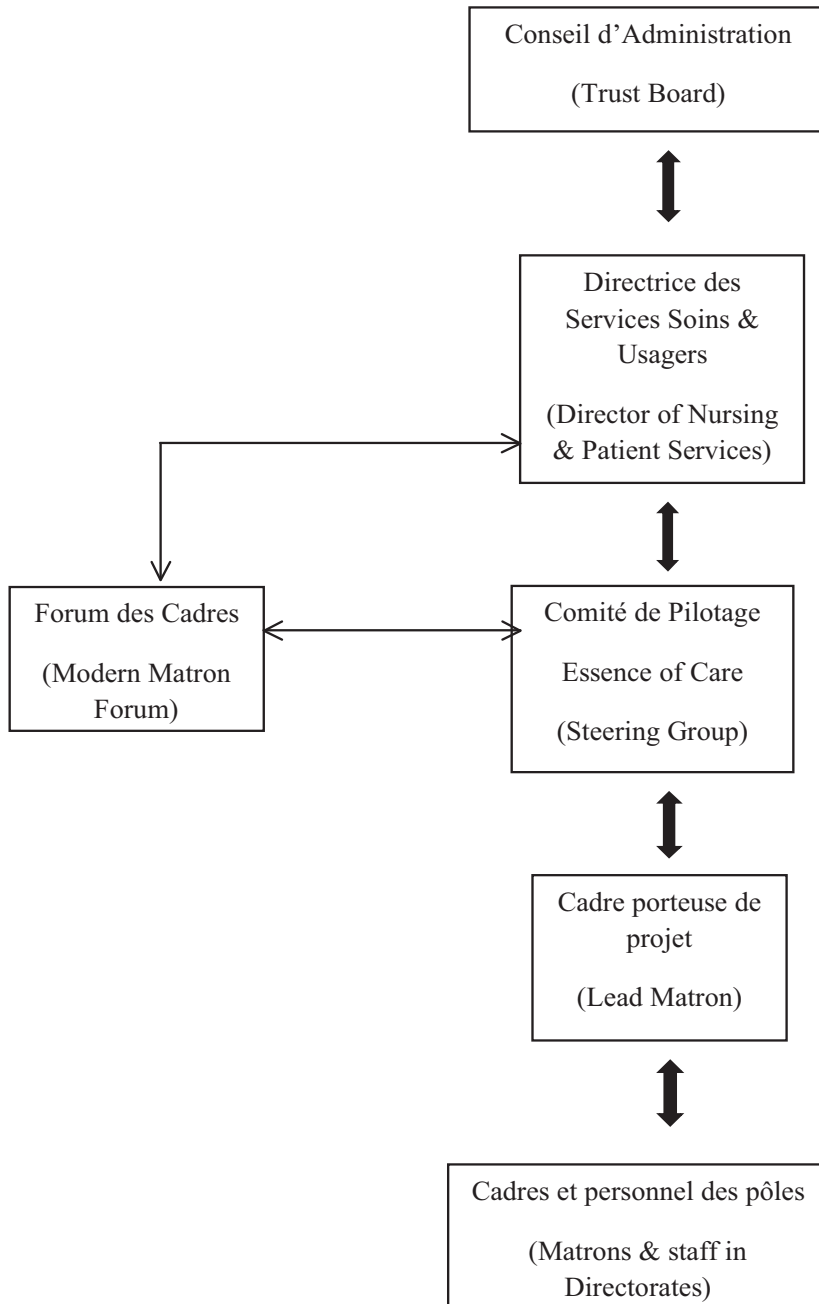 Conseil d’Administration
(Trust Board)
Directrice des
Services Soins &
Usagers
(Director of Nursing
& Patient Services)
Forum des Cadres
(Modern Matron
Forum)
Comité de Pilotage
Essence of Care
(Steering Group)
Cadre porteuse de
projet
(Lead Matron)
Cadres et personnel des pôles
(Matrons & staff in
Directorates)